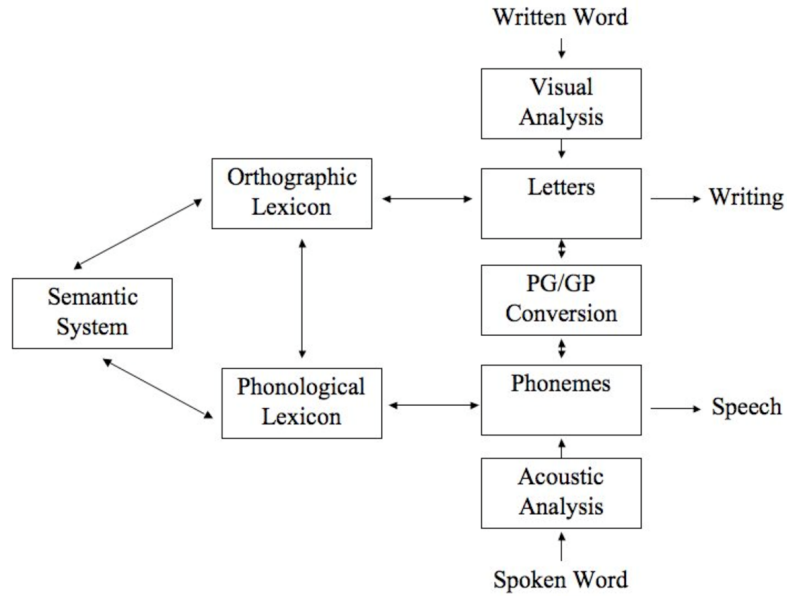 Written Word
Visual
Analysis
Orthographic
Lexicon
Letters
Writing
Semantic
System
PG/GP
Conversion
Phonological
Lexicon
Phonemes
Speech
Acoustic
Analysis
Spoken Word